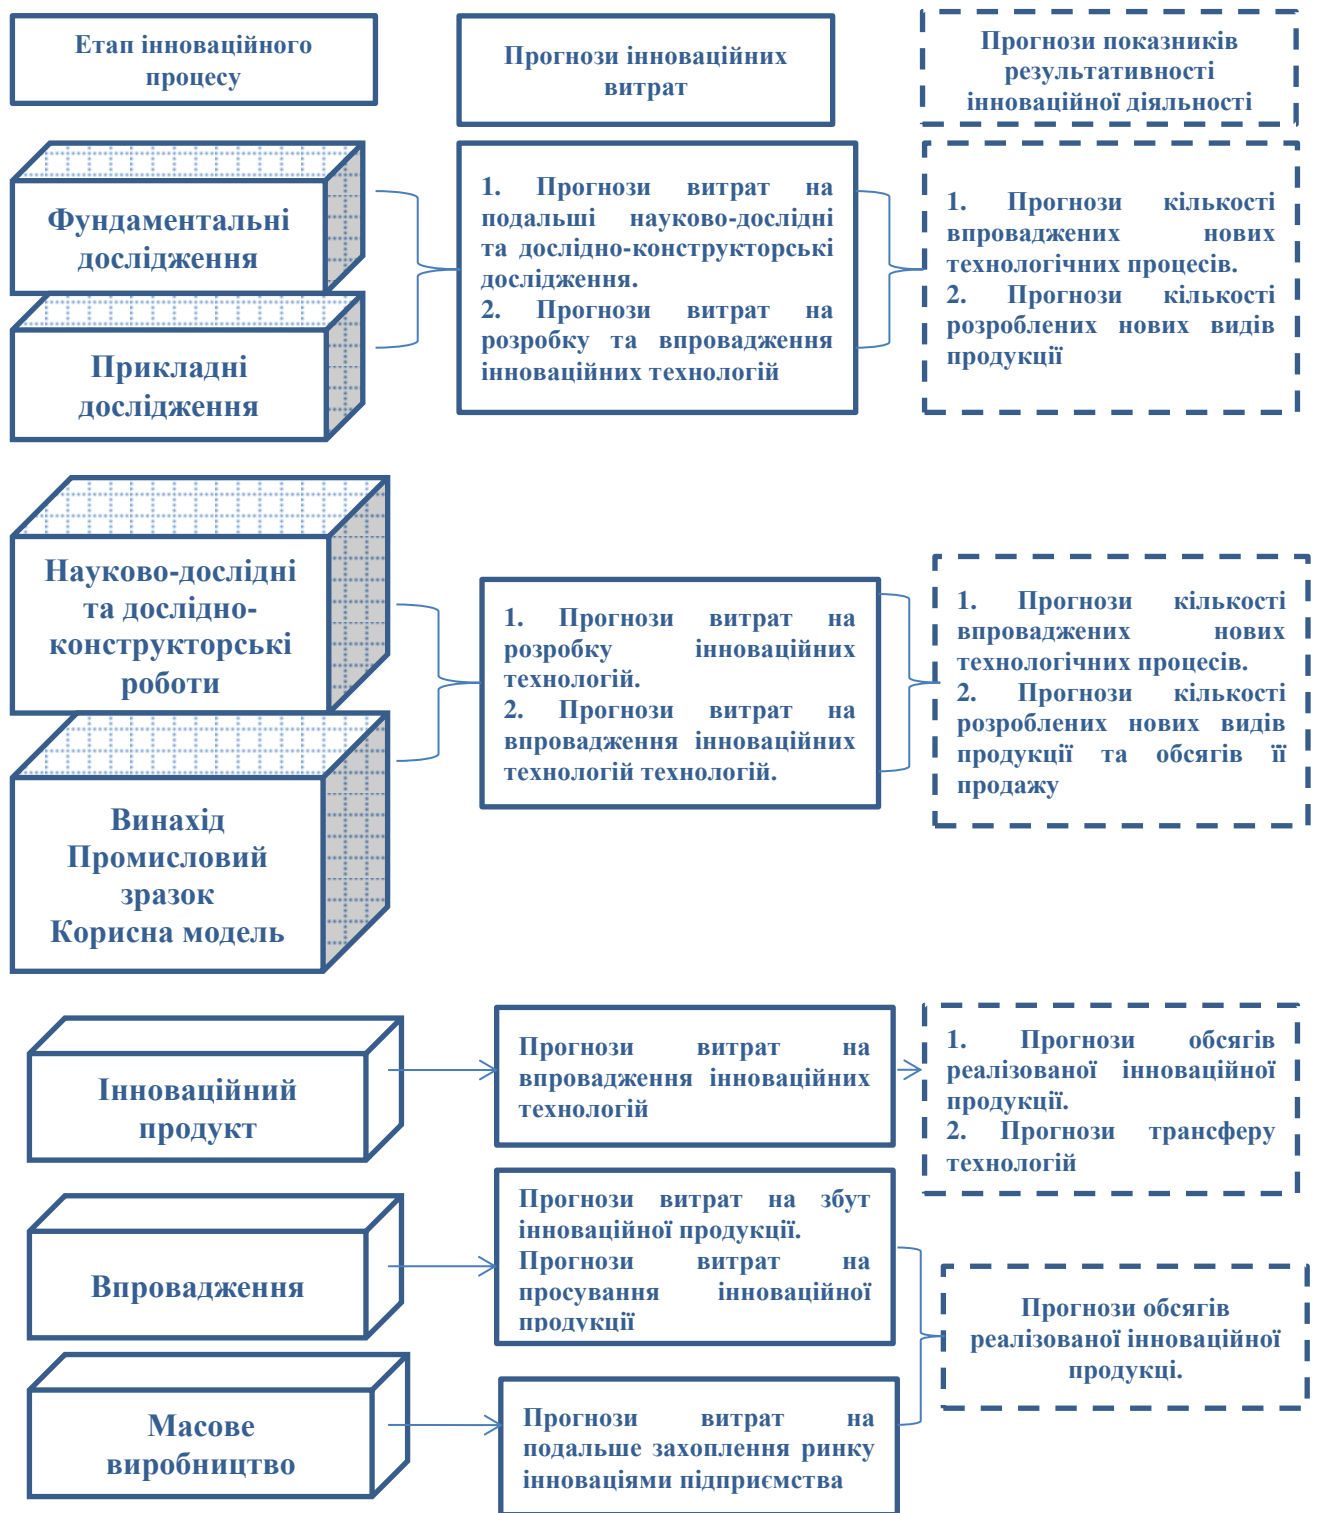 Етап інноваційного
процесу
Прогнози інноваційних
витрат
Прогнози показників
результативності
інноваційної діяльності
Фундаментальні
дослідження
Прикладні
дослідження
1. Прогнози витрат на
подальші науково-дослідні
та дослідно-конструкторські
дослідження.
2. Прогнози витрат на
розробку та впровадження
інноваційних технологій
1. Прогнози кількості
впроваджених нових
технологічних процесів.
2. Прогнози кількості
розроблених нових видів
продукції
Науково-дослідні
та дослідно-
конструкторські
роботи
Винахід
Промисловий
зразок
Корисна модель
1. Прогнози витрат на
розробку інноваційних
технологій.
2. Прогнози витрат на
впровадження інноваційних
технологій технологій.
1. Прогнози кількості
впроваджених нових
технологічних процесів.
2. Прогнози кількості
розроблених нових видів
продукції та обсягів її
продажу
Інноваційний
продукт
Прогнози витрат на
впровадження інноваційних
технологій
1. Прогнози обсягів
реалізованої інноваційної
продукції.
2. Прогнози трансферу
технологій
Впровадження
Прогнози витрат на збут
інноваційної продукції.
Прогнози витрат на
просування інноваційної
продукції
Прогнози обсягів
реалізованої інноваційної
продукці.
Масове
виробництво
Прогнози витрат на
подальше захоплення ринку
інноваціями підприємства